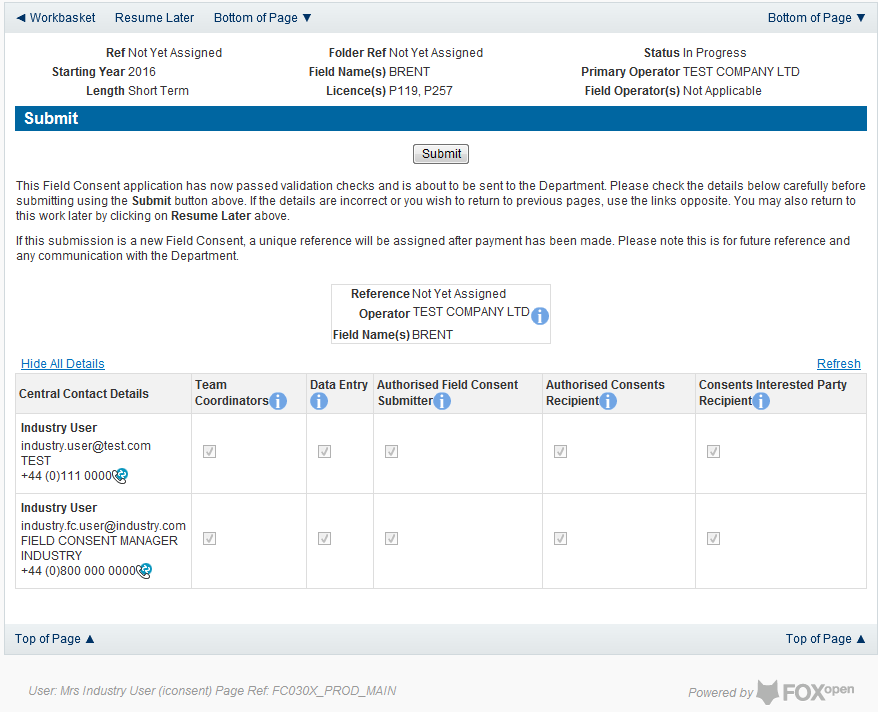 ◄ Workbasket Resume Later Bottom of Page ▼ Bottom of Page ▼
Ref Not Yet Assigned Folder Ref Not Yet Assigned Status In Progress
Starting Year 2016 Field Name(s) BRENT Primary Operator TEST COMPANY LTD
Length Short Term Licence(s) P119, P257 Field Operator(s) Not Applicable
Submit
Submit
This Field Consent application has now passed validation checks and is about to be sent to the Department. Please check the details below carefully before
submitting using the Submit button above. If the details are incorrect or you wish to return to previous pages, use the links opposite. You may also return to
this work later by clicking on Resume Later above.
If this submission is a new Field Consent, a unique reference will be assigned after payment has been made. Please note this is for future reference and
any communication with the Department.
Reference Not Yet Assigned
Operator TEST COMPANY LTD
Field Name(s) BRENT
Hide All Details Refresh
Central Contact Details
Team
Coordinators
Data Entry
Authorised Field Consent
Submitter
Authorised Consents
Recipient
Consents Interested Party
Recipient
Industry User
industry.user@test.com
TEST
+44 (0)111 0000
Industry User
industry.fc.user@industry.com
FIELD CONSENT MANAGER
INDUSTRY
+44 (0)800 000 0000
Top of Page ▲ Top of Page ▲
User: Mrs Industry User (iconsent) Page Ref: FC030X_PROD_MAIN
Powered by FOXopen